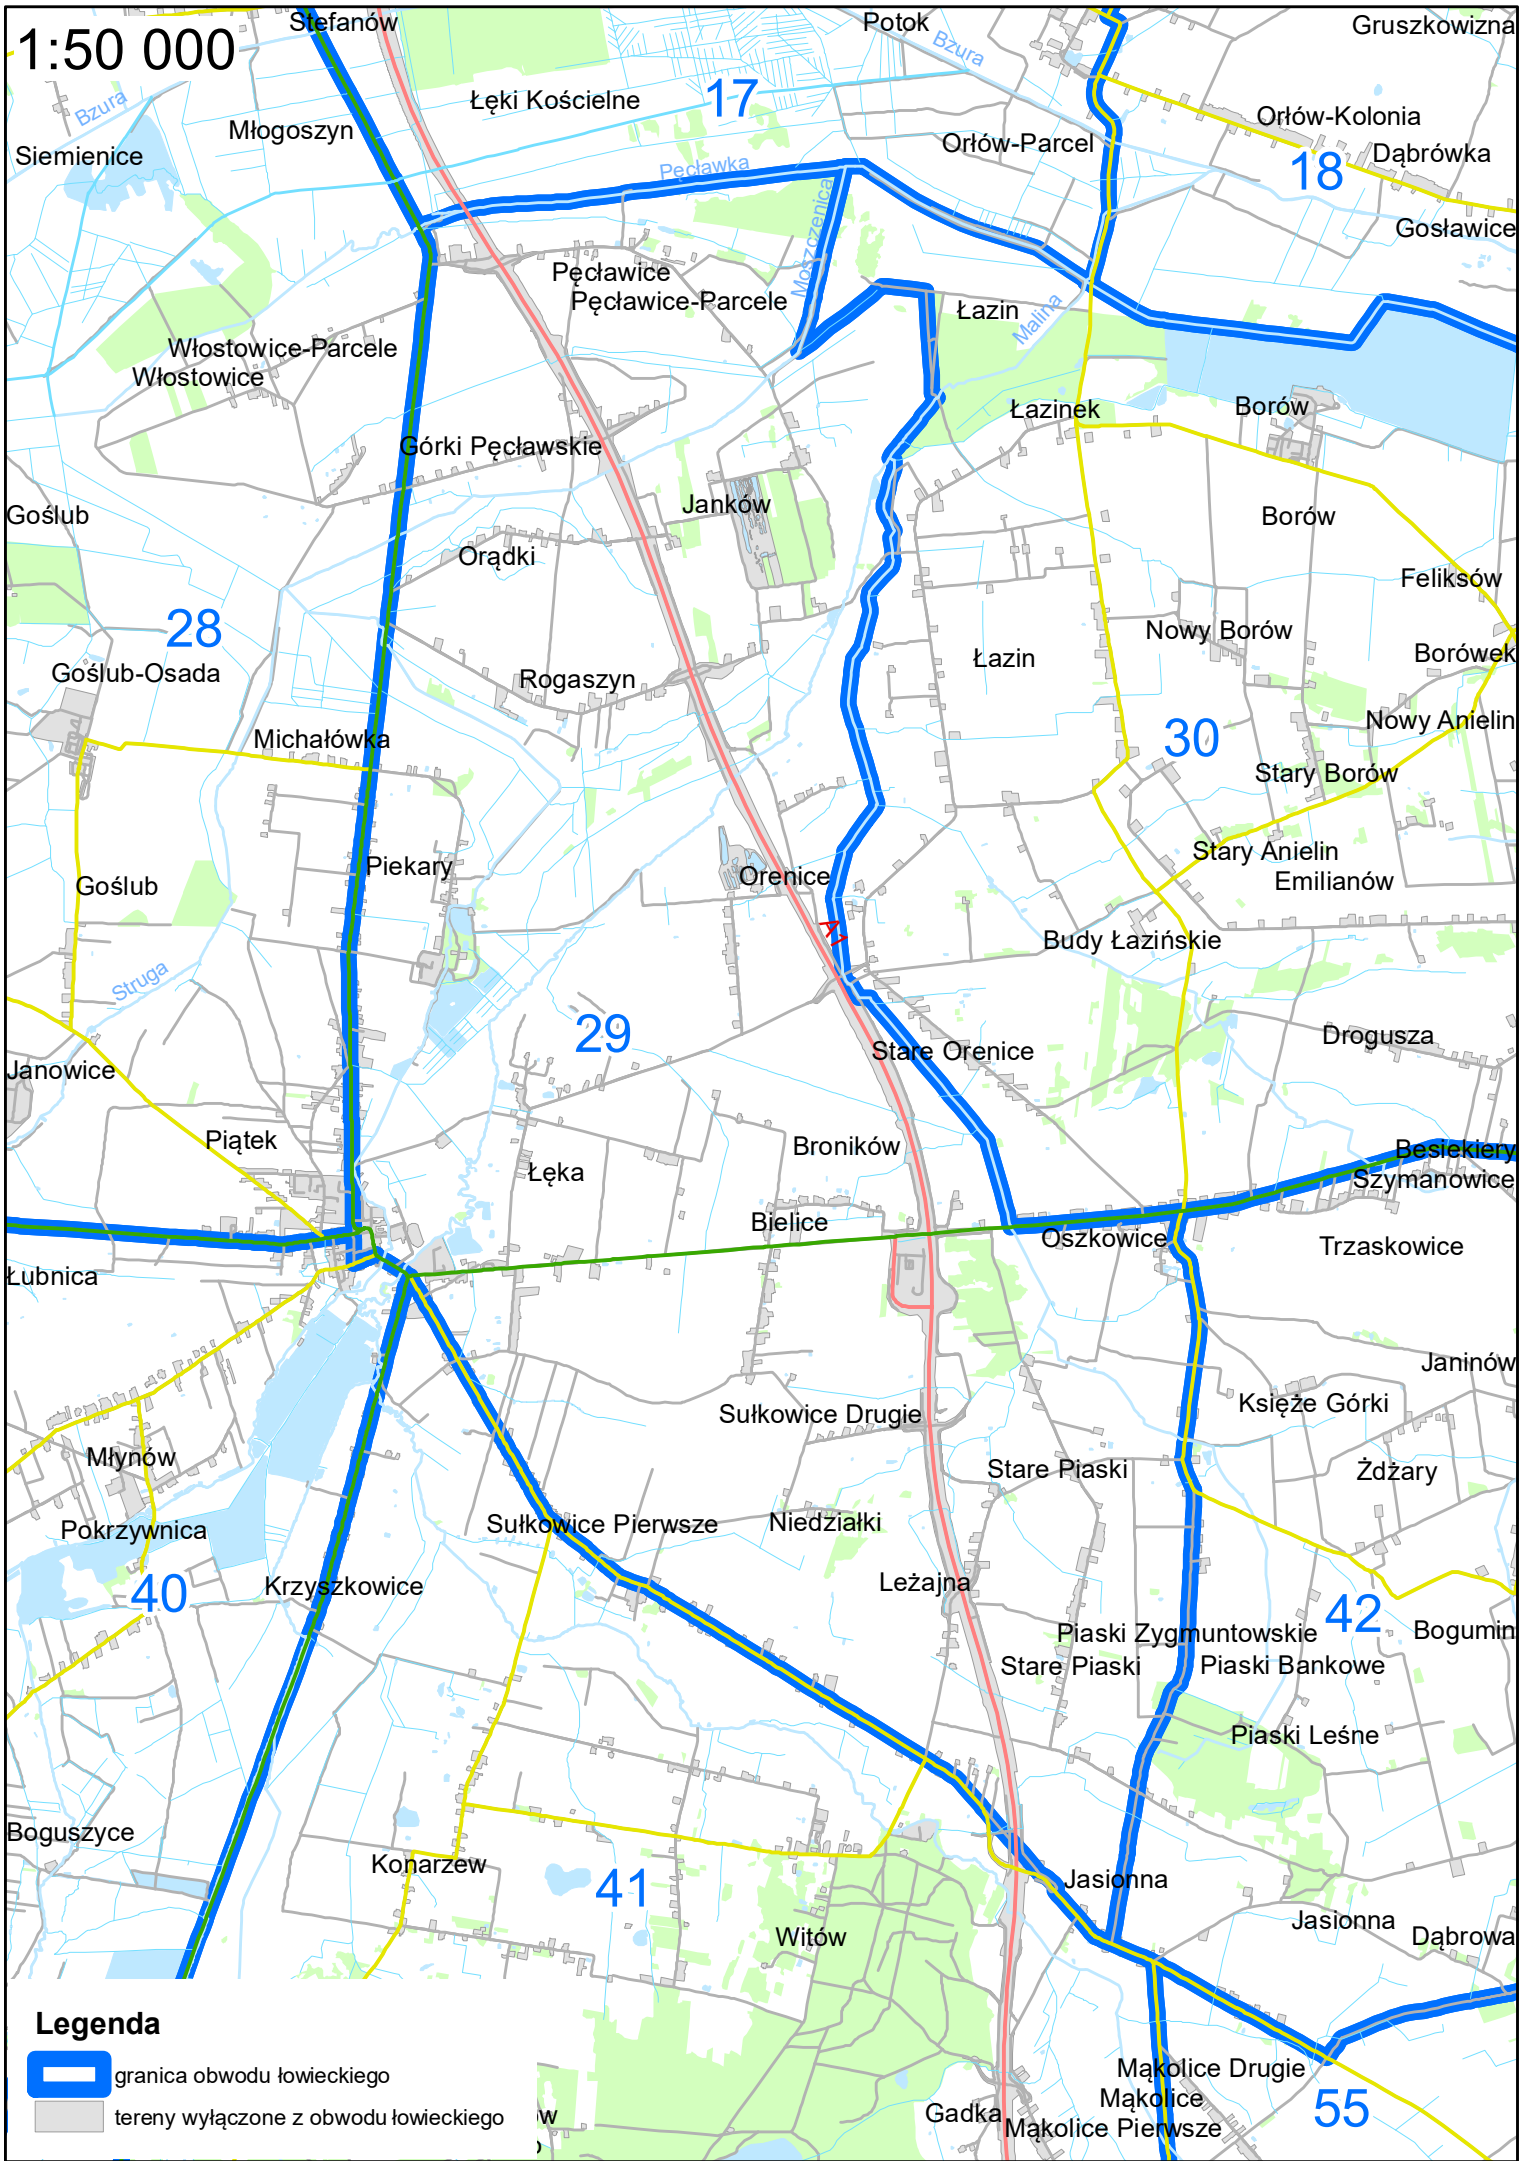 1:50 000
Stefanów
Potok
Gruszkowizna
Bzura
Bzura
Łęki Kościelne
17
Orłów-Kolonia
Młogoszyn
Siemienice
Orłów-Parcel
Dąbrówka
18
Pęcławka
Gosławice
Moszczenica
Pęcławice
Pęcławice-Parcele
Łazin
Malina
Włostowice-Parcele
Włostowice
Łazinek
Borów
Górki Pęcławskie
Janków
Goślub
Borów
Orądki
Feliksów
28
Nowy Borów
Borówek
Łazin
Goślub-Osada
Rogaszyn
Nowy Anielin
Michałówka
30
Stary Borów
Stary Anielin
Piekary
Orenice
Emilianów
Goślub
A1
Budy Łazińskie
Struga
29
Drogusza
Stare Orenice
Janowice
Piątek
Broników
Besiekiery
Łęka
Szymanowice
Bielice
Oszkowice
Trzaskowice
Łubnica
Janinów
Księże Górki
Sułkowice Drugie
Młynów
Stare Piaski
Żdżary
Pokrzywnica
Sułkowice Pierwsze
Niedziałki
Krzyszkowice
40
Leżajna
42
Piaski Zygmuntowskie
Bogumin
Stare Piaski
Piaski Bankowe
Piaski Leśne
Boguszyce
Konarzew
41
Jasionna
Jasionna
Witów
Dąbrowa
Legenda
granica obwodu łowieckiego
tereny wyłączone z obwodu łowieckiego
Mąkolice Drugie
Mąkolice
Gadka
Mąkolice Pierwsze
55